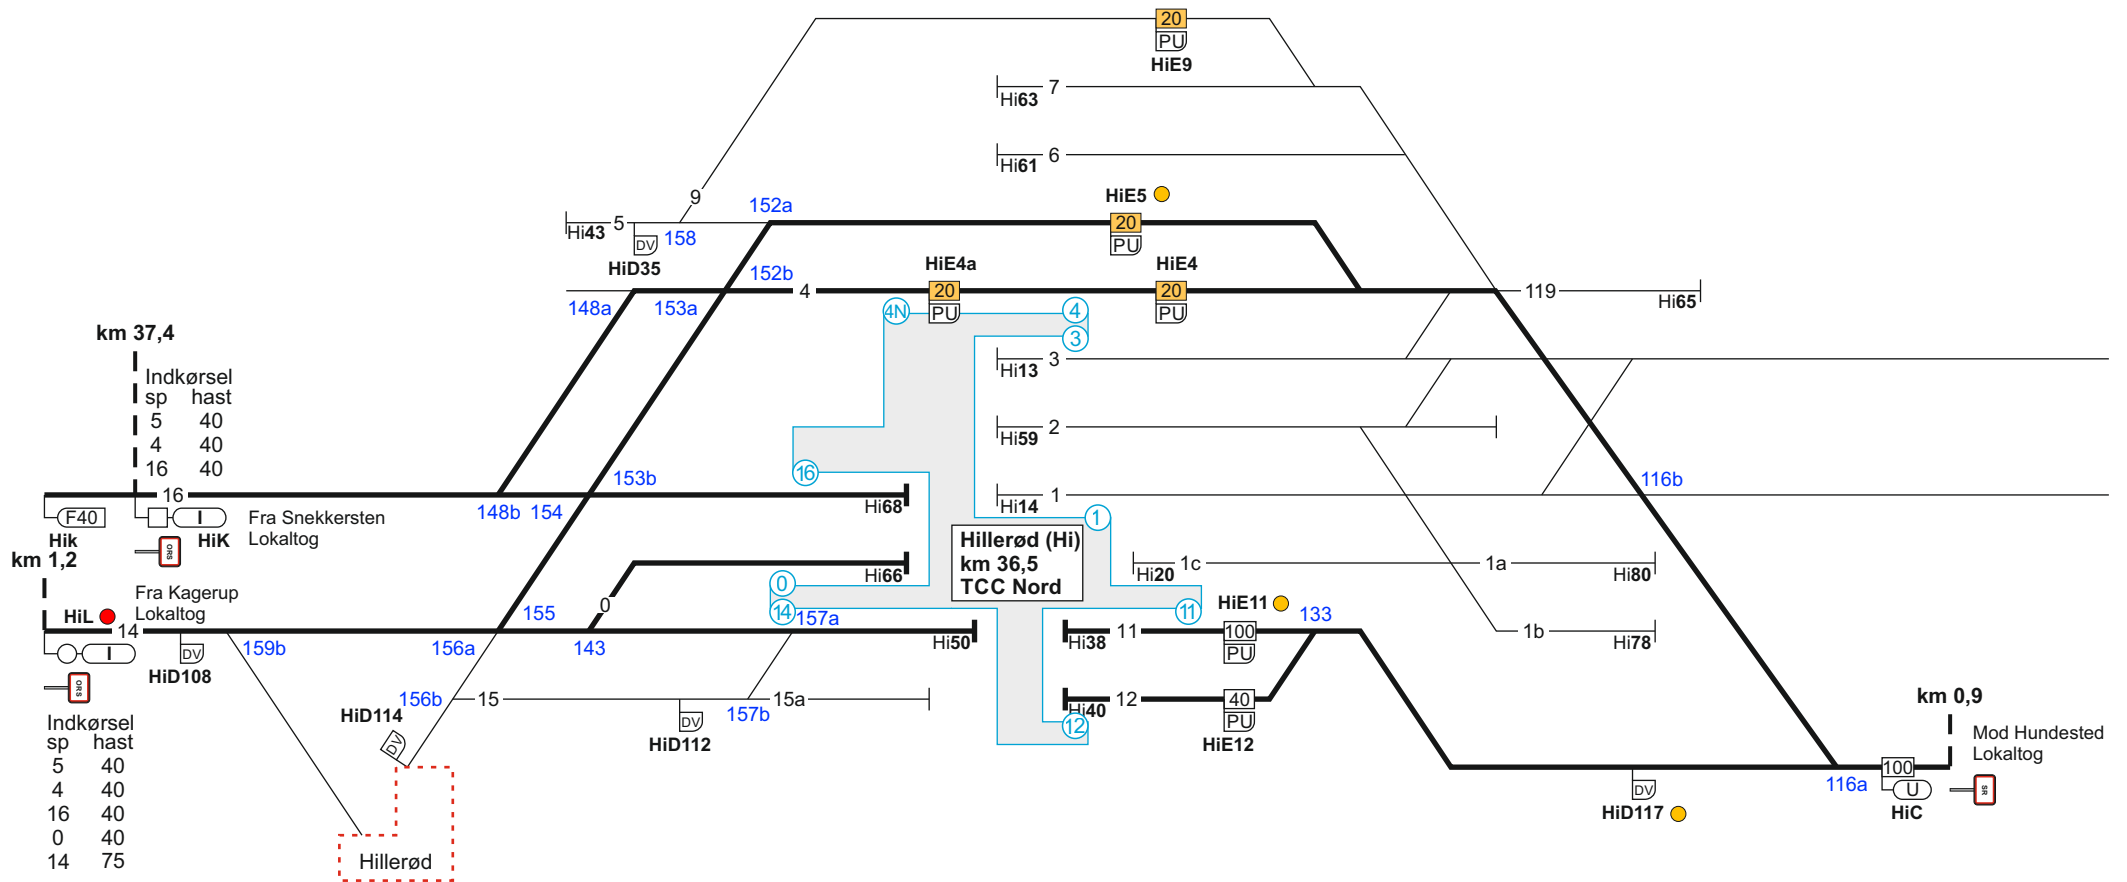 20
PU
HiE9
7
Hi63
6
Hi61
9
152a
HiE5
5
Hi43
DV
158
HiD35
20
PU
152b
HiE4a
HiE4
4
20
PU
20
PU
148a
153a
119
Hi65
4N
4
3
3
Hi13
km 37,4
Indkørsel
sp hast
5 40
4 40
16 40
2
Hi59
16
153b
116b
16
148b 154
Hi68
1
Hi14
F40
Hik
I
HiK
Fra Snekkersten
Lokaltog
ORS
1
Hillerød (Hi)
km 36,5
TCC Nord
km 1,2
Hi66
1c
Hi20
1a
Hi80
Fra Kagerup
Lokaltog
HiL
14
I
ORS
DV
HiD108
159b
0
155
156a
143
0
14
157a
Hi50
11
Hi38
11
HiE11
100
PU
133
1b
Hi78
HiD114
DV
156b
15
DV
HiD112
157b
15a
12
Hi40
12
40
PU
HiE12
Indkørsel
sp hast
5 40
4 40
16 40
0 40
14 75
Hillerød
DV
HiD117
116a
100
U
HiC
km 0,9
Mod Hundested
Lokaltog
SR